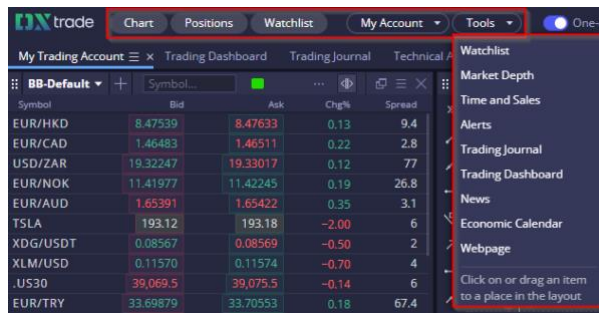 DX trade Chart Positions Watchlist My Account Tools One-
My Trading Account Trading Dashboard Trading Journal Technical A
BB-Default Symbol...
Symbol Bid Ask Chg% Spread
EUR/HKD 8.47539 8.47633 0.13 9.4
EUR/CAD 1.46483 1.46511 0.22 2.8
USD/ZAR 19.32247 19.33017 0.12 77
EUR/NOK 11.41977 11.42245 0.19 26.8
EUR/AUD 1.65391 1.65422 0.35 3.1
TSLA 193.12 193.18 −2.00 6
XDG/USDT 0.08567 0.08569 −0.50 2
XLM/USD 0.11570 0.11574 −0.70 4
.US30 39,069.5 39,075.5 −0.14 6
EUR/TRY 33.69879 33.70553 0.18 67.4
Watchlist
Market Depth
Time and Sales
Alerts
Trading Journal
Trading Dashboard
News
Economic Calendar
Webpage
Click on or drag an item
to a place in the layout